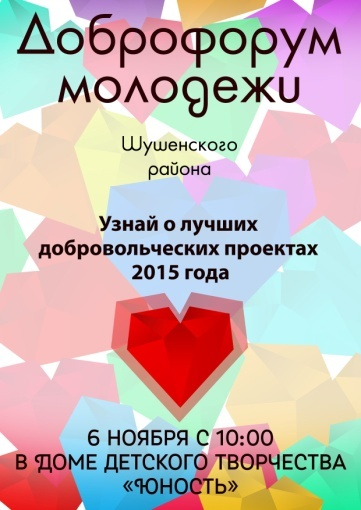 Доброфорум
молодежи
Шушенского
района
Узнай о лучших
добровольческих проектах
2015 года
6 НОЯБРЯ С 10:00
В ДОМЕ ДЕТСКОГО ТВОРЧЕСТВА
«ЮНОСТЬ»